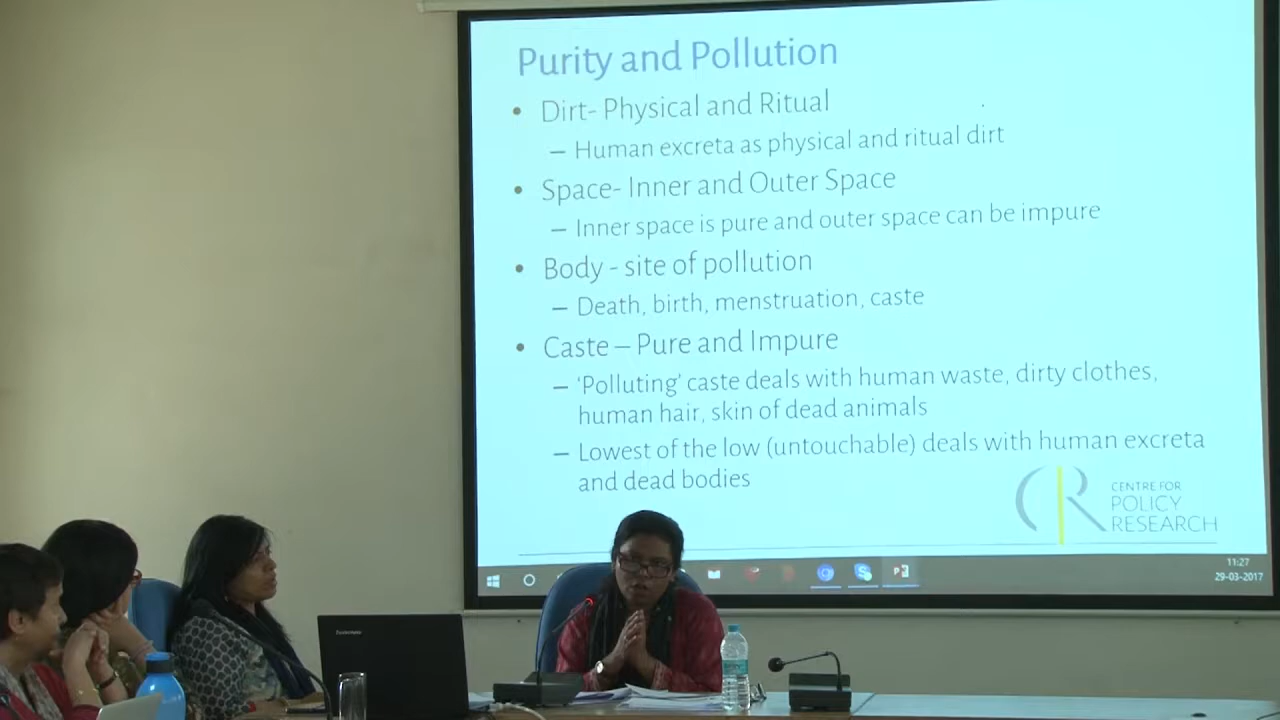 Purity and Pollution
• Dirt- Physical and Ritual
– Human excreta as physical and ritual dirt
• Space- Inner and Outer Space
– Inner space is pure and outer space can be impure
• Body - site of pollution
– Death, birth, menstruation, caste
• Caste – Pure and Impure
– ‘Polluting’ caste deals with human waste, dirty clothes,
human hair, skin of dead animals
– Lowest of the low (untouchable) deals with human excreta
and dead bodies
CENTRE FOR
POLICY
RESEARCH
11:27
29-03-2017